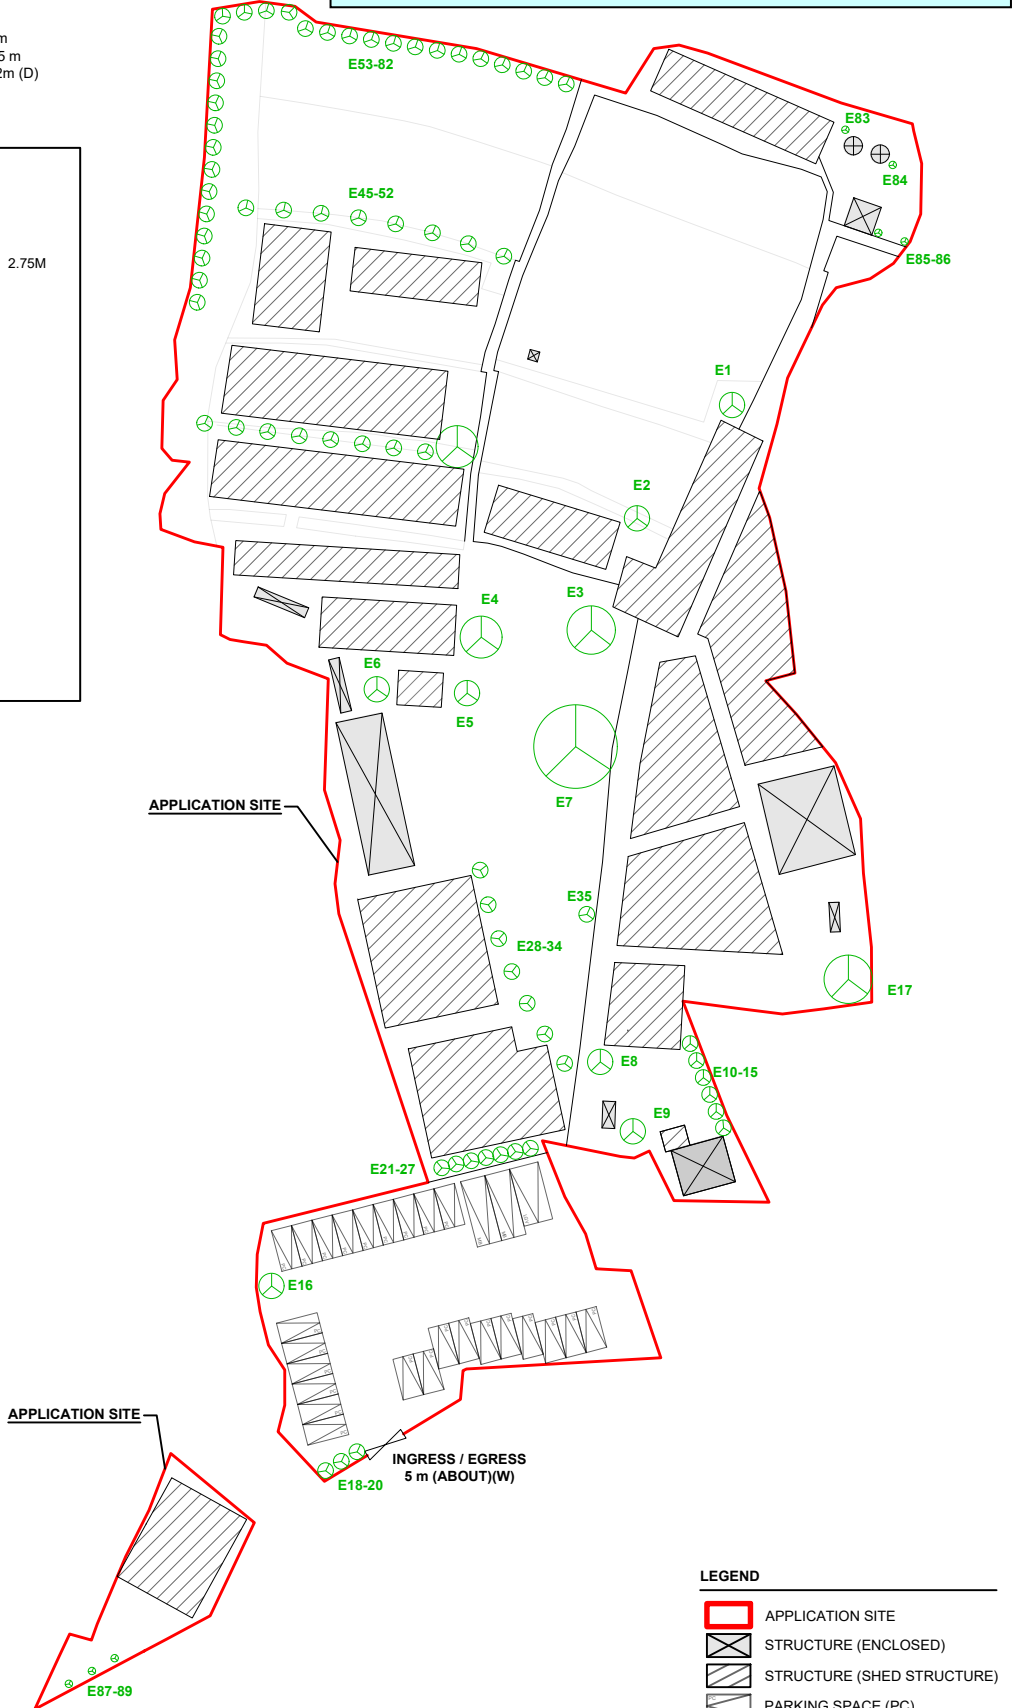 m
5 m
2m (D)
E53-82
E83
E84
E45-52
E85-86
2.75M
E1
E2
E3
E4
E6
E5
E7
APPLICATION SITE
E35
E28-34
E17
E8
E10-15
E9
E21-27
E16
APPLICATION SITE
INGRESS / EGRESS
5 m (ABOUT)(W)
E18-20
E87-89
LEGEND
APPLICATION SITE
STRUCTURE (ENCLOSED)
STRUCTURE (SHED STRUCTURE)
PARKING SPACE (PC)